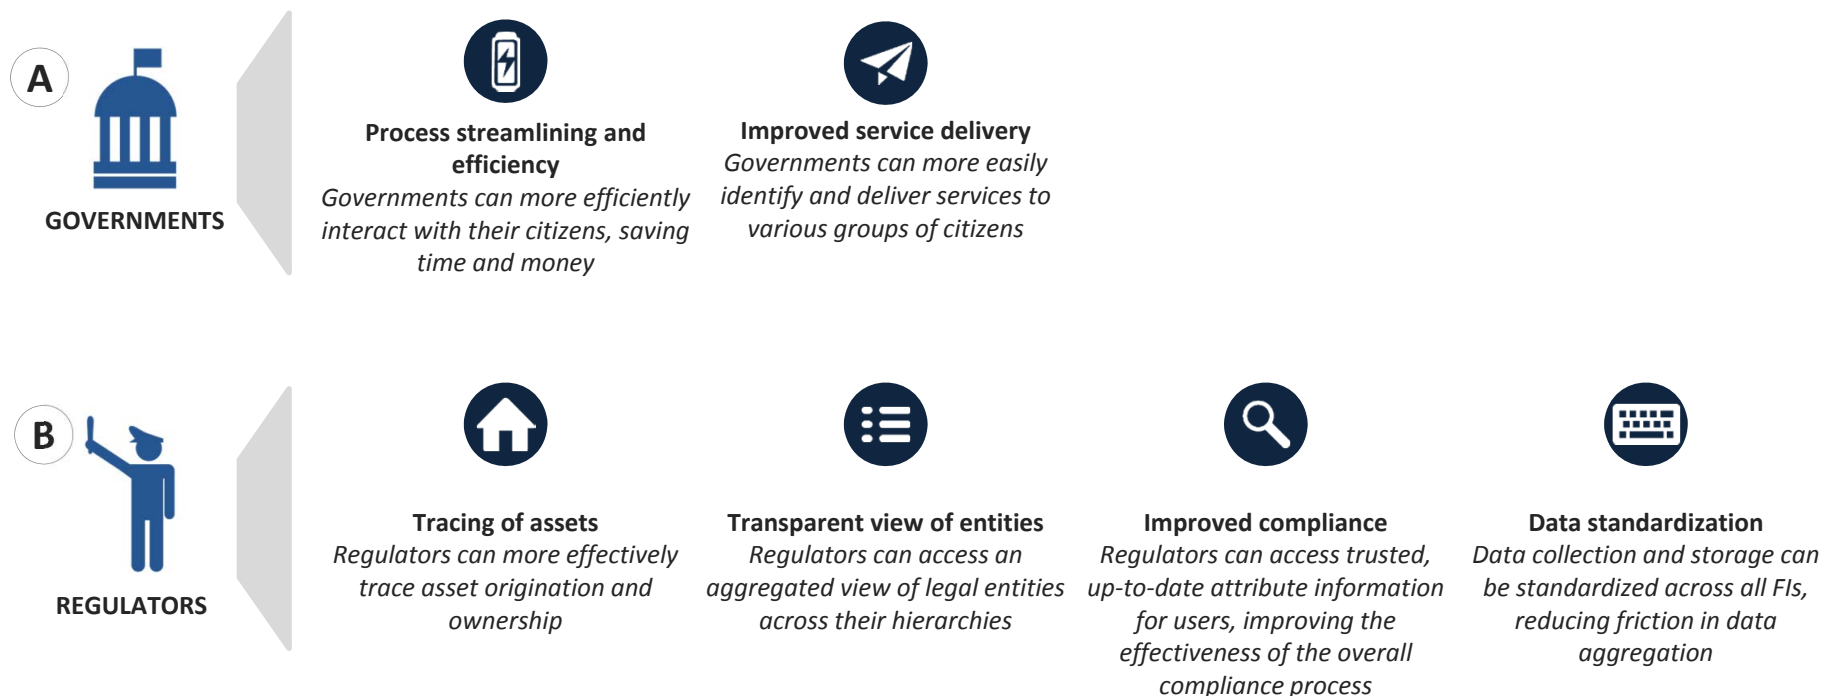 A
GOVERNMENTS
Process streamlining and
efficiency
Governments can more efficiently
interact with their citizens, saving
time and money
Improved service delivery
Governments can more easily
identify and deliver services to
various groups of citizens
B
REGULATORS
Tracing of assets
Regulators can more effectively
trace asset origination and
ownership
Transparent view of entities
Regulators can access an
aggregated view of legal entities
across their hierarchies
Improved compliance
Regulators can access trusted,
up-to-date attribute information
for users, improving the
effectiveness of the overall
compliance process
Data standardization
Data collection and storage can
be standardized across all FIs,
reducing friction in data
aggregation